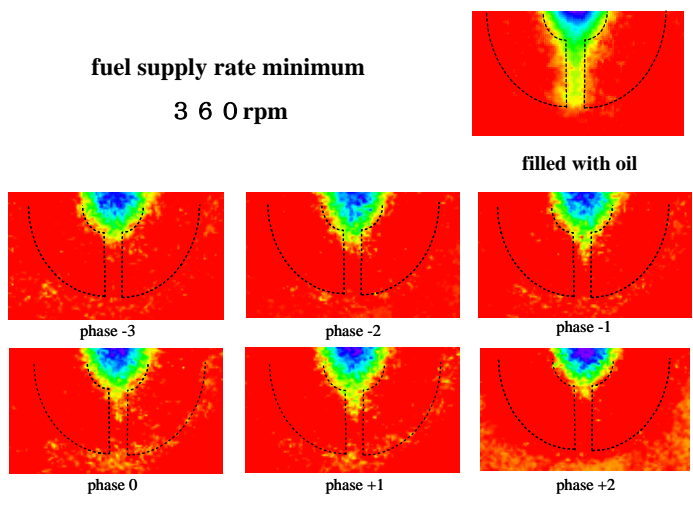 fuel supply rate minimum
３６０rpm
filled with oil
phase -3
phase -2
phase -1
phase 0
phase +1
phase +2